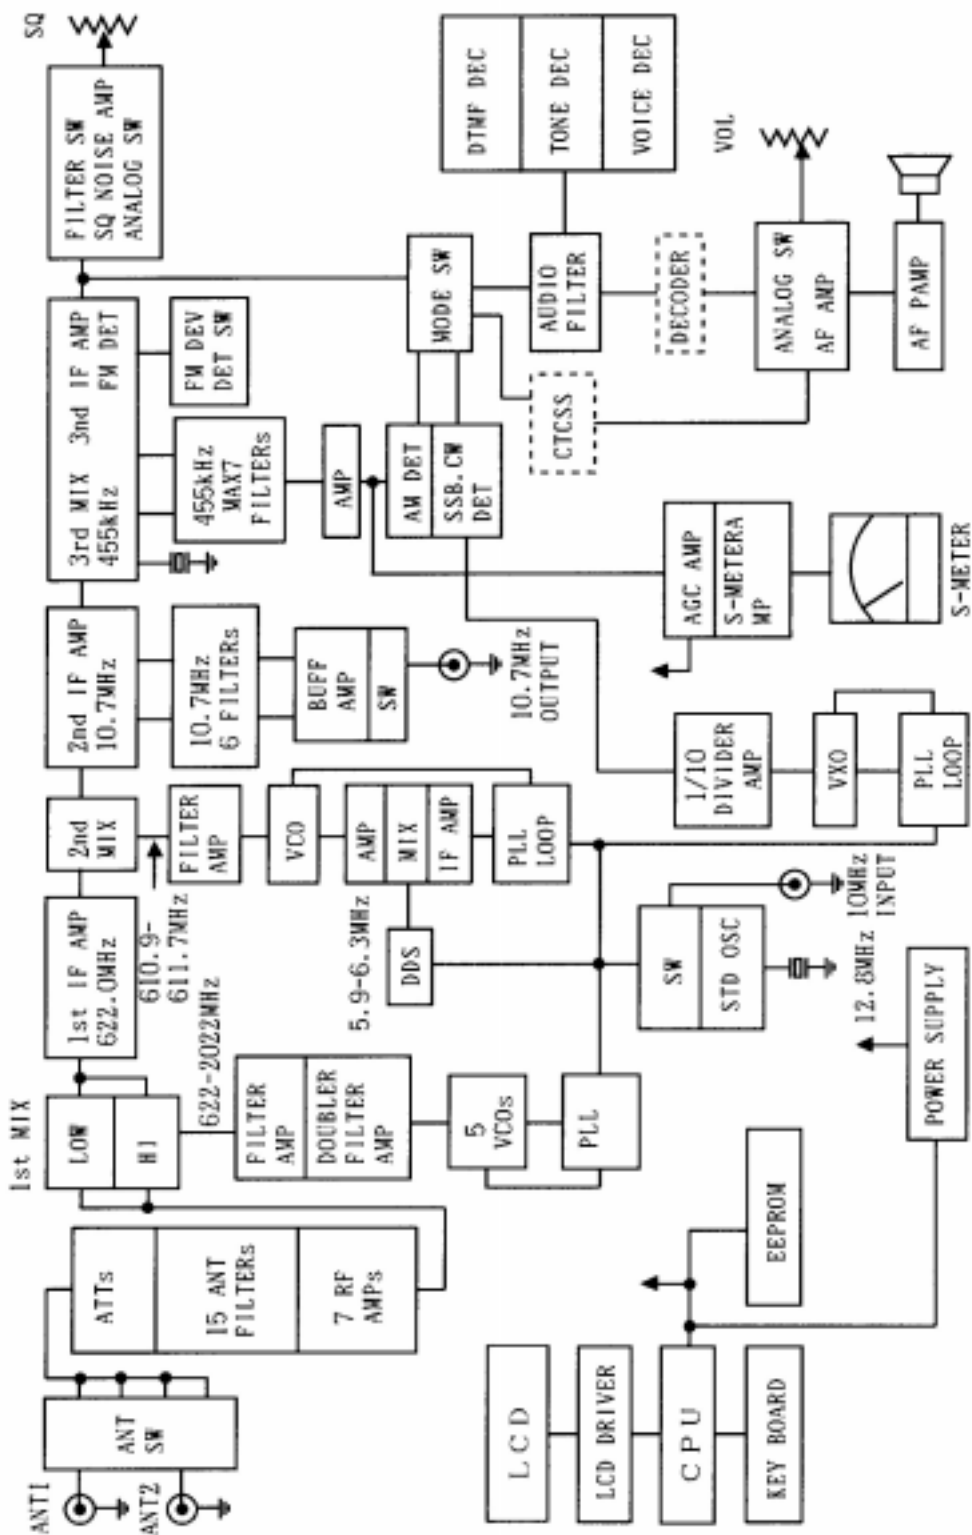 ANT1
ANT2
ANT
SW
ATTs
15 ANT
FILTERS
7 RF
AMPs
1st MIX
LOW
HI
622-2022MHz
FILTER
AMP
DOUBLER
FILTER
AMP
5
VCOs
PLL
1st IF AMP
622.0MHz
610.9-
611.7MHz
2nd
MIX
FILTER
AMP
VCO
AMP
MIX
IF AMP
PLL
LOOP
5.9-6.3MHz
DDS
SW
STD OSC
10MHz
INPUT
12.8MHz
2nd IF AMP
10.7MHz
10.7MHz
6 FILTERs
BUFF
AMP
SW
10.7MHz
OUTPUT
1/10
DIVIDER
AMP
VXO
PLL
LOOP
3rd MIX 3nd IF AMP
455kHz FM DET
455kHz
MAX7
FILTERs
FM DEV
DET SW
AMP
AM DET
SSB.CW
DET
MODE SW
CTCSS
AGC AMP
S-METERA
MP
S-METER
FILTER SW
SQ NOISE AMP
ANALOG SW
SQ
AUDIO
FILTER
DTMF DEC
TONE DEC
VOICE DEC
DECODER
ANALOG SW
AF AMP
VOL
AF PAMP
LCD
LCD DRIVER
CPU
KEY BOARD
EEPROM
POWER SUPPLY